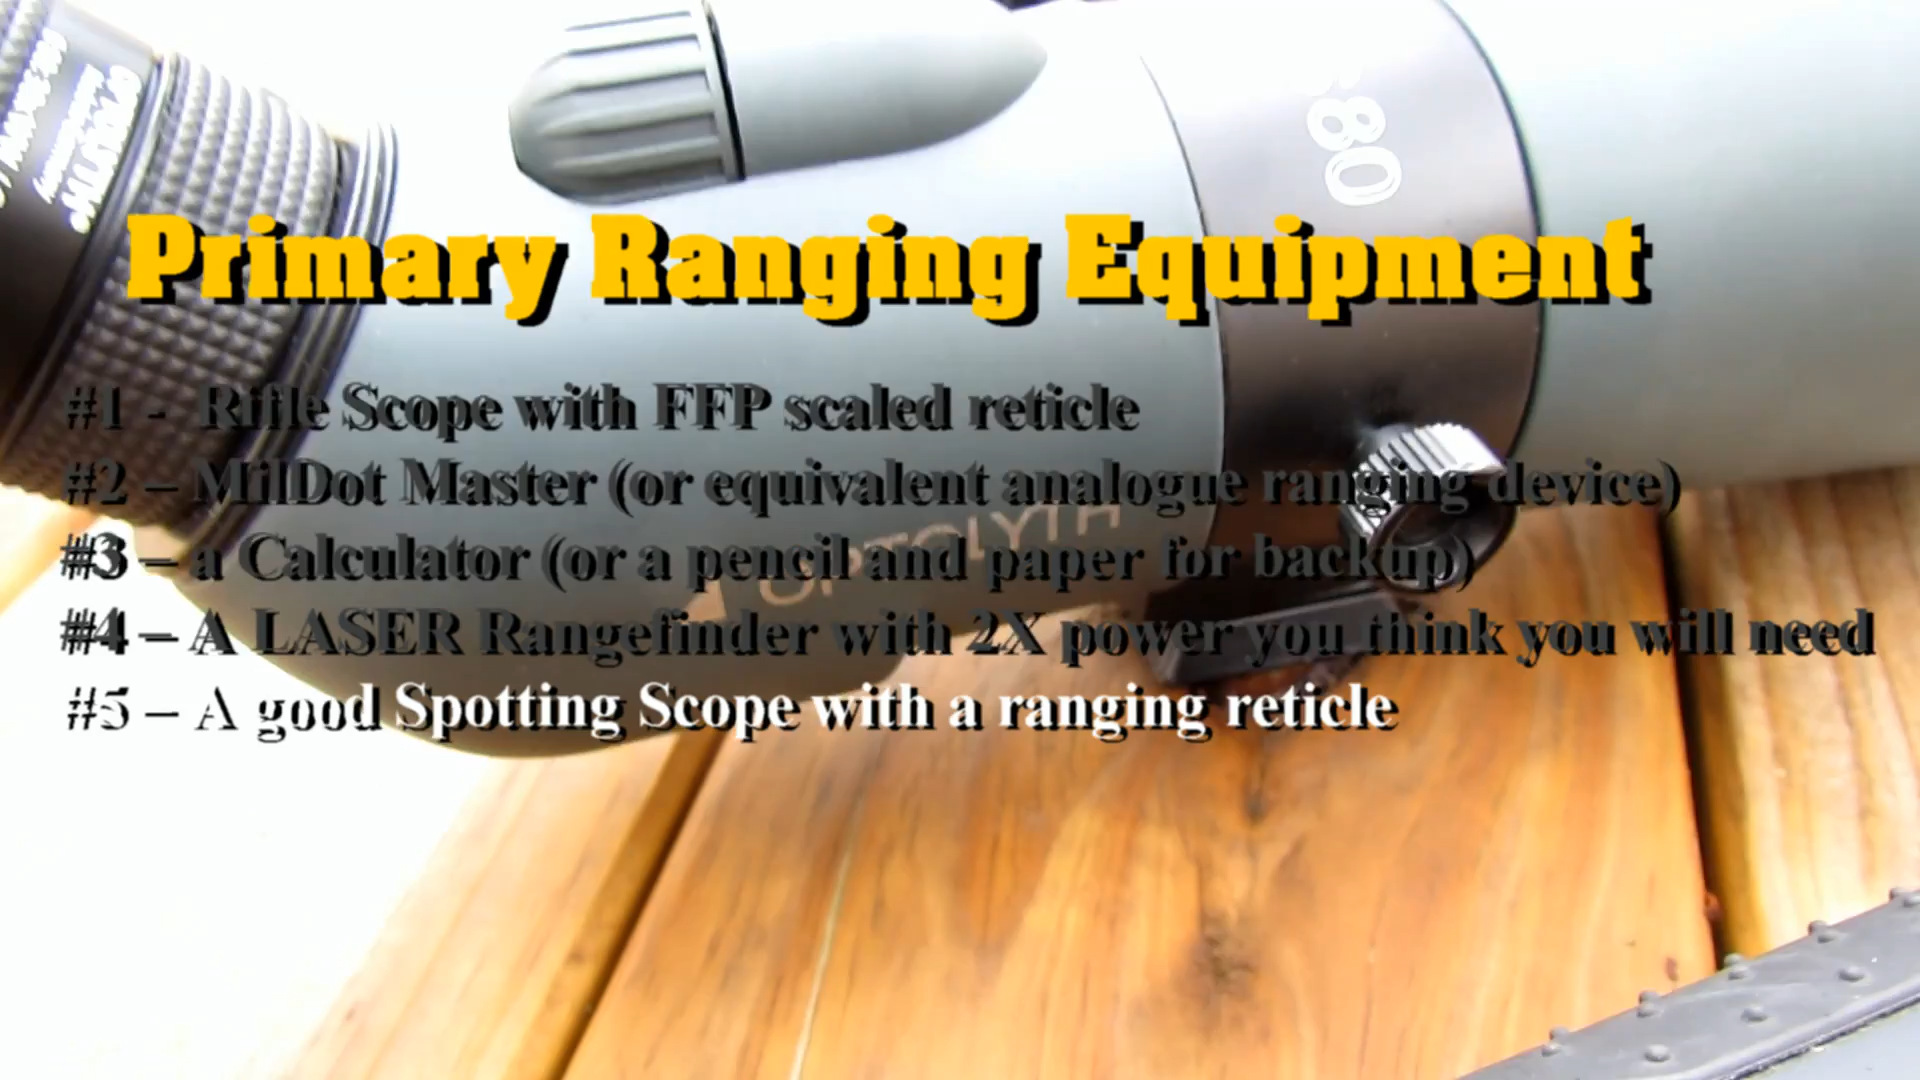 80
Primary Ranging Equipment
#1 - Rifle Scope with FFP scaled reticle
#2 – MilDot Master (or equivalent analogue ranging device)
#3 – a Calculator (or a pencil and paper for backup)
OPTOLYTH
#4 – A LASER Rangefinder with 2X power you think you will need
#5 – A good Spotting Scope with a ranging reticle